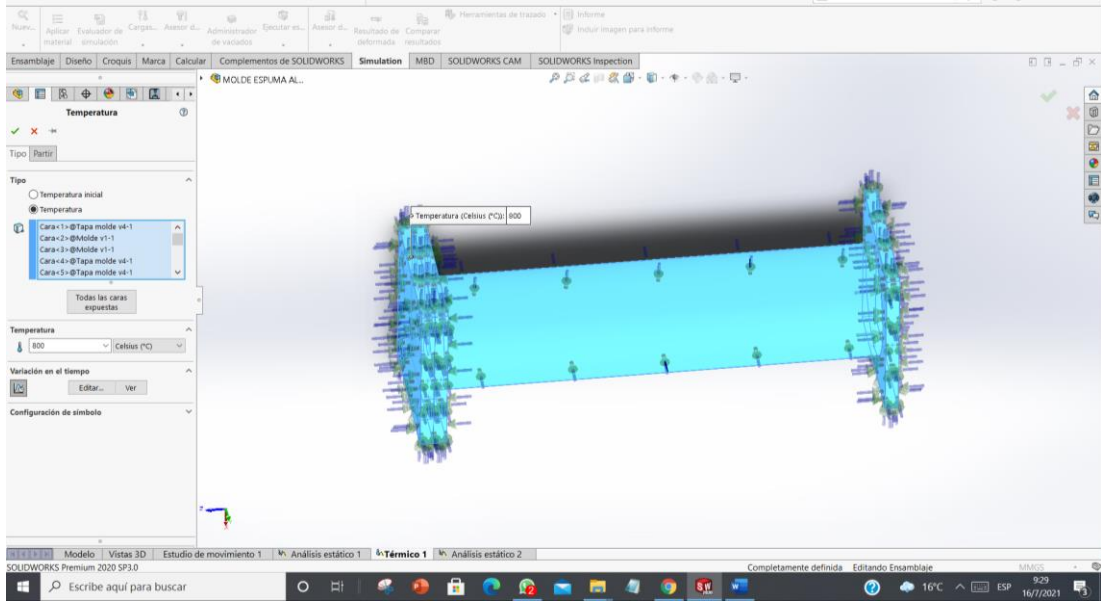 Nuev...
Aplicar material
Evaluador de simulación
Cargas...
Asesor d...
Administrador de vaciados
Ejecutar es...
Asesor d...
Resultado de deformada
Comparar resultados
Herramientas de trazado
Informe
Incluir imagen para informe
Ensamblaje Diseño Croquis Marca Calcular Complementos de SOLIDWORKS Simulation MBD SOLIDWORKS CAM SOLIDWORKS Inspection
MOLDE ESPUMA AL...
Temperatura
Tipo Partir
Tipo
Temperatura inicial
Temperatura
Cara<1>@Tapa molde v4-1
Cara<2>@Molde v1-1
Cara<3>@Molde v1-1
Cara<4>@Tapa molde v4-1
Cara<5>@Tapa molde v4-1
Todas las caras
expuestas
Temperatura
800 Celsius (°C)
Variación en el tiempo
Editar... Ver
Configuración de símbolo
Temperatura (Celsius (°C)): 800
Modelo Vistas 3D Estudio de movimiento 1 Análisis estático 1 Térmico 1 Análisis estático 2
SOLIDWORKS Premium 2020 SP3.0 Completamente definida Editando Ensamblaje MMGS
Escribe aquí para buscar
16°C ESP 9:29
16/7/2021